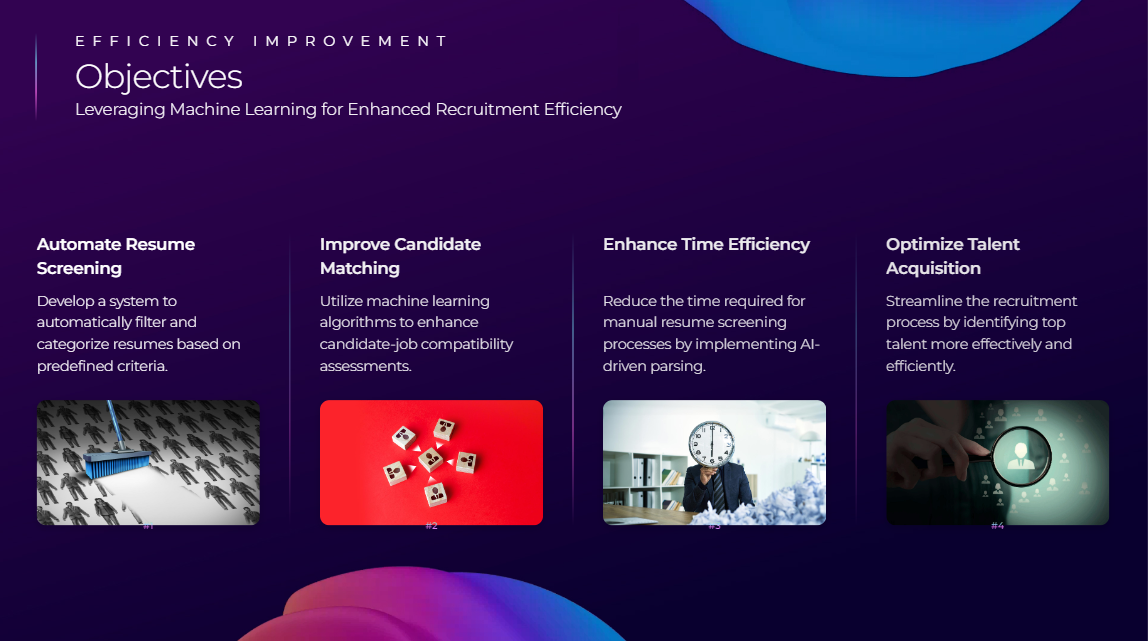 EFFICIENCY IMPROVEMENT
Objectives
Leveraging Machine Learning for Enhanced Recruitment Efficiency
Automate Resume
Screening
Develop a system to
automatically filter and
categorize resumes based on
predefined criteria.
#1
Improve Candidate
Matching
Utilize machine learning
algorithms to enhance
candidate-job compatibility
assessments.
#2
Enhance Time Efficiency
Reduce the time required for
manual resume screening
processes by implementing AI-
driven parsing.
#3
Optimize Talent
Acquisition
Streamline the recruitment
process by identifying top
talent more effectively and
efficiently.
#4